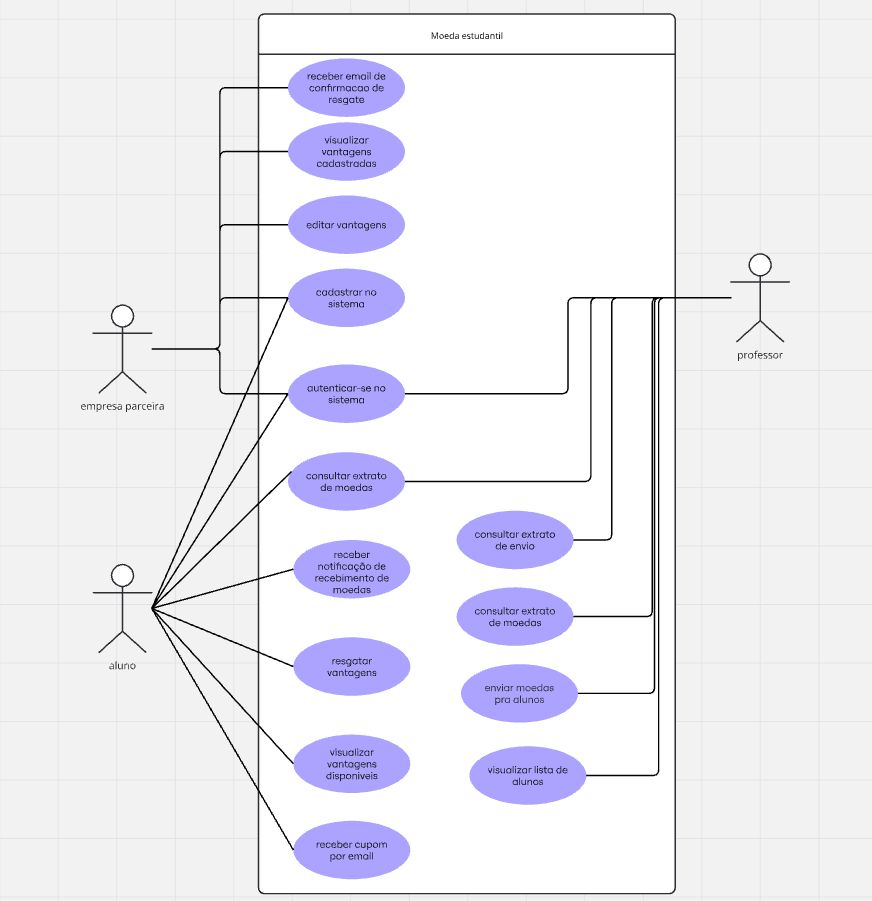 Moeda estudantil
receber email de
confirmacao de
resgate
visualizar
vantagens
cadastradas
editar vantagens
cadastrar no
sistema
professor
autenticar-se no
sistema
empresa parceira
consultar extrato
de moedas
consultar extrato
de envio
receber
notificação de
recebimento de
moedas
consultar extrato
de moedas
aluno
resgatar
vantagens
enviar moedas
pra alunos
visualizar
vantagens
disponiveis
visualizar lista de
alunos
receber cupom
por email